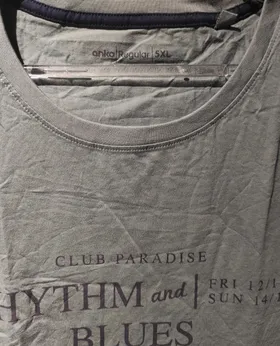 anko Regular 5XL
CLUB PARADISE
HYTHM and
FRI 12/1
SUN 14/1
BLUES